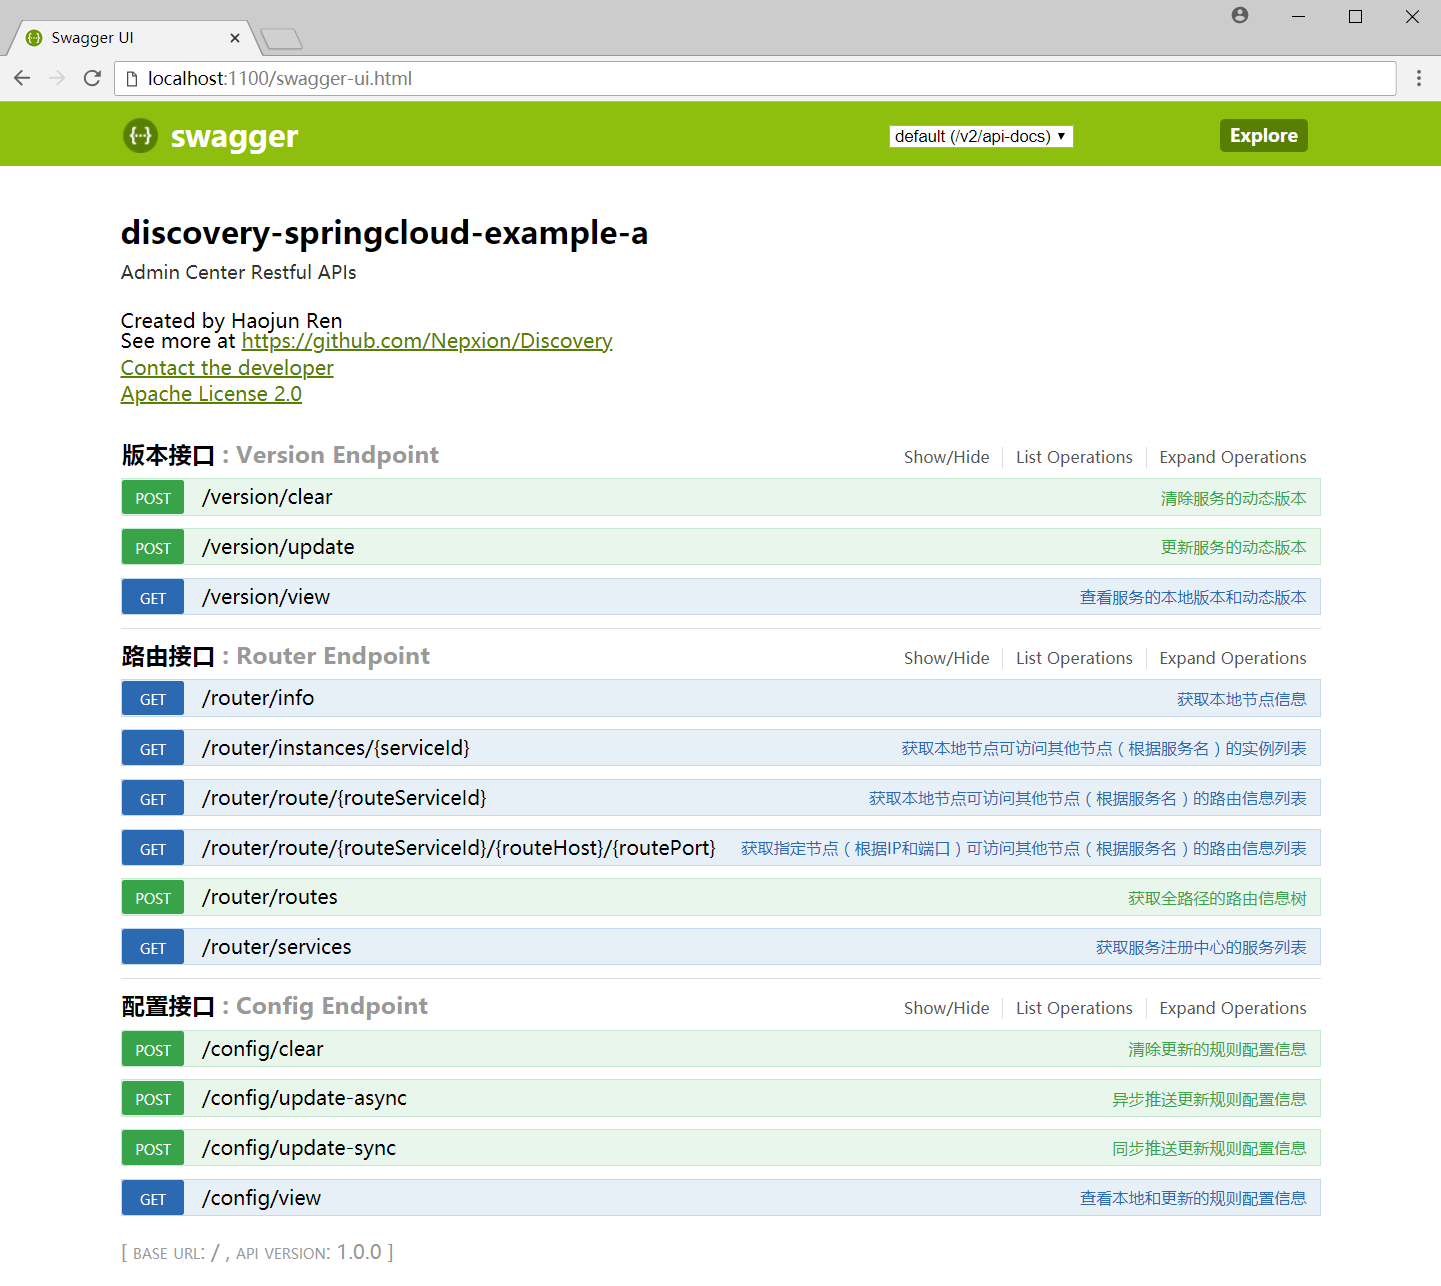 Swagger UI
localhost:1100/swagger-ui.html
{···} swagger default (/v2/api-docs) Explore
discovery-springcloud-example-a
Admin Center Restful APIs
Created by Haojun Ren
See more at https://github.com/Nepxion/Discovery
Contact the developer
Apache License 2.0
版本接口 : Version Endpoint Show/Hide List Operations Expand Operations
POST /version/clear 清除服务的动态版本
POST /version/update 更新服务的动态版本
GET /version/view 查看服务的本地版本和动态版本
路由接口 : Router Endpoint Show/Hide List Operations Expand Operations
GET /router/info 获取本地节点信息
GET /router/instances/{serviceId} 获取本地节点可访问其他节点（根据服务名）的实例列表
GET /router/route/{routeServiceId} 获取本地节点可访问其他节点（根据服务名）的路由信息列表
GET /router/route/{routeServiceId}/{routeHost}/{routePort} 获取指定节点（根据IP和端口）可访问其他节点（根据服务名）的路由信息列表
POST /router/routes 获取全路径的路由信息树
GET /router/services 获取服务注册中心的服务列表
配置接口 : Config Endpoint Show/Hide List Operations Expand Operations
POST /config/clear 清除更新的规则配置信息
POST /config/update-async 异步推送更新规则配置信息
POST /config/update-sync 同步推送更新规则配置信息
GET /config/view 查看本地和更新的规则配置信息
[ BASE URL: / , API VERSION: 1.0.0 ]